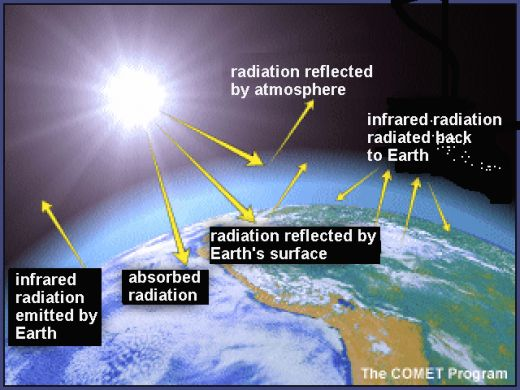 radiation reflected
by atmosphere
infrared radiation
radiated back
to Earth
radiation reflected by
Earth's surface
absorbed
radiation
infrared
radiation
emitted by
Earth
The COMET Program